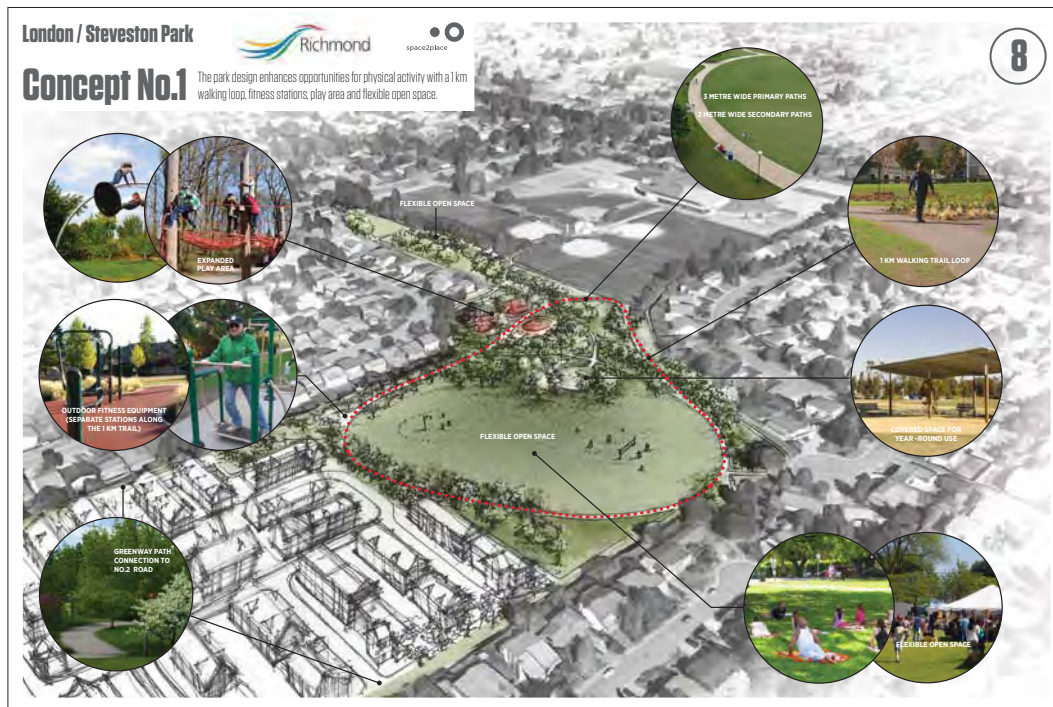 London / Steveston Park
Richmond
space2place
8
Concept No.1
The park design enhances opportunities for physical activity with a 1 km
walking loop, fitness stations, play area and flexible open space.
3 METRE WIDE PRIMARY PATHS
2 METRE WIDE SECONDARY PATHS
FLEXIBLE OPEN SPACE
EXPANDED
PLAY AREA
1 KM WALKING TRAIL LOOP
OUTDOOR FITNESS EQUIPMENT
(SEPARATE STATIONS ALONG
THE 1 KM TRAIL)
COVERED SPACE FOR
YEAR -ROUND USE
FLEXIBLE OPEN SPACE
GREENWAY PATH
CONNECTION TO
NO.2 ROAD
FLEXIBLE OPEN SPACE